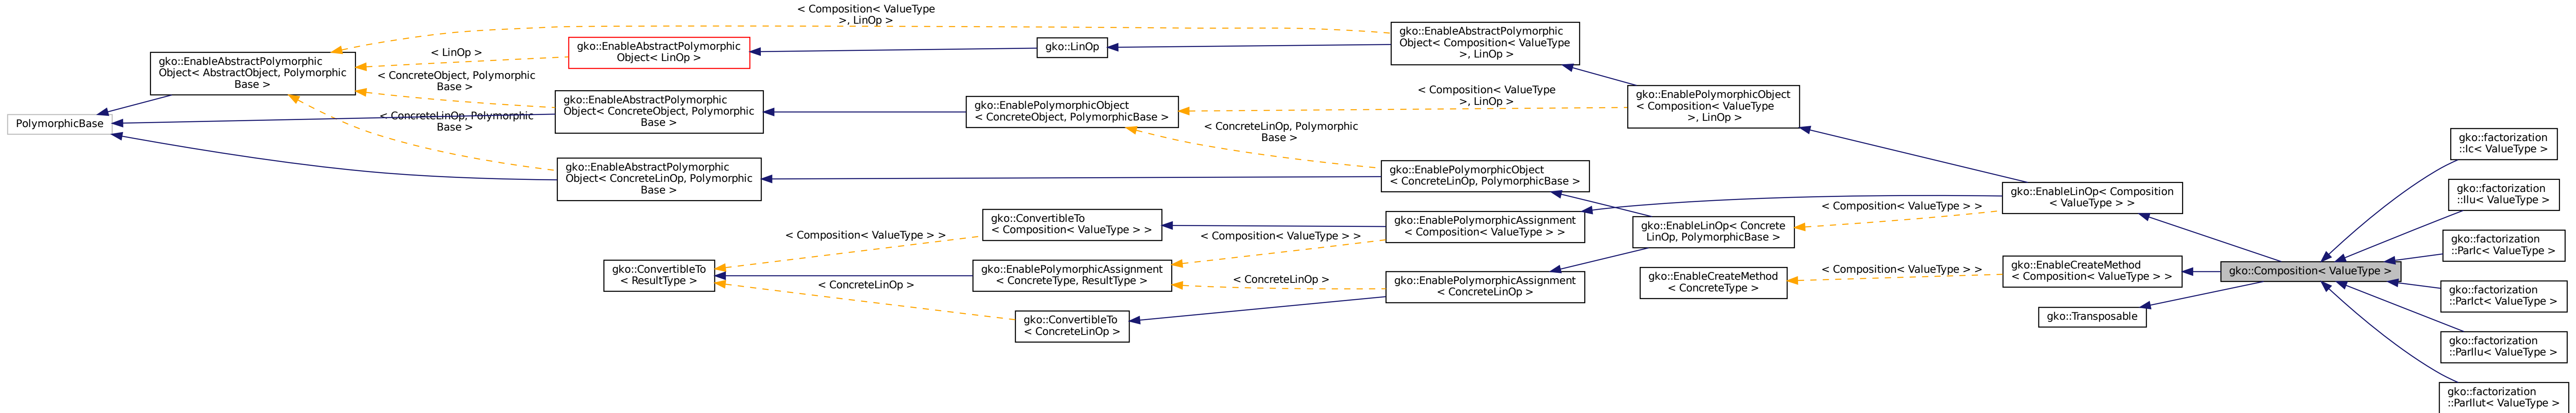 PolymorphicBase
gko::EnableAbstractPolymorphic
Object< AbstractObject, Polymorphic
Base >
< Composition< ValueType
>, LinOp >
< LinOp >
< ConcreteObject, Polymorphic
Base >
< ConcreteLinOp, Polymorphic
Base >
gko::EnableAbstractPolymorphic
Object< LinOp >
gko::EnableAbstractPolymorphic
Object< ConcreteObject, Polymorphic
Base >
gko::EnableAbstractPolymorphic
Object< ConcreteLinOp, Polymorphic
Base >
gko::LinOp
gko::EnablePolymorphicObject
< ConcreteObject, PolymorphicBase >
gko::EnableAbstractPolymorphic
Object< Composition< ValueType
>, LinOp >
< Composition< ValueType
>, LinOp >
< ConcreteLinOp, Polymorphic
Base >
gko::EnablePolymorphicObject
< Composition< ValueType
>, LinOp >
gko::EnablePolymorphicObject
< ConcreteLinOp, PolymorphicBase >
gko::ConvertibleTo
< ResultType >
< Composition< ValueType > >
< ConcreteLinOp >
gko::ConvertibleTo
< Composition< ValueType > >
gko::EnablePolymorphicAssignment
< ConcreteType, ResultType >
gko::ConvertibleTo
< ConcreteLinOp >
< Composition< ValueType > >
< ConcreteLinOp >
gko::EnablePolymorphicAssignment
< Composition< ValueType > >
gko::EnablePolymorphicAssignment
< ConcreteLinOp >
gko::EnableLinOp< Concrete
LinOp, PolymorphicBase >
gko::EnableCreateMethod
< ConcreteType >
< Composition< ValueType > >
< Composition< ValueType > >
gko::EnableLinOp< Composition
< ValueType > >
gko::EnableCreateMethod
< Composition< ValueType > >
gko::Transposable
gko::Composition< ValueType >
gko::factorization
::Ic< ValueType >
gko::factorization
::Ilu< ValueType >
gko::factorization
::ParIc< ValueType >
gko::factorization
::ParIct< ValueType >
gko::factorization
::ParIlu< ValueType >
gko::factorization
::ParIlut< ValueType >